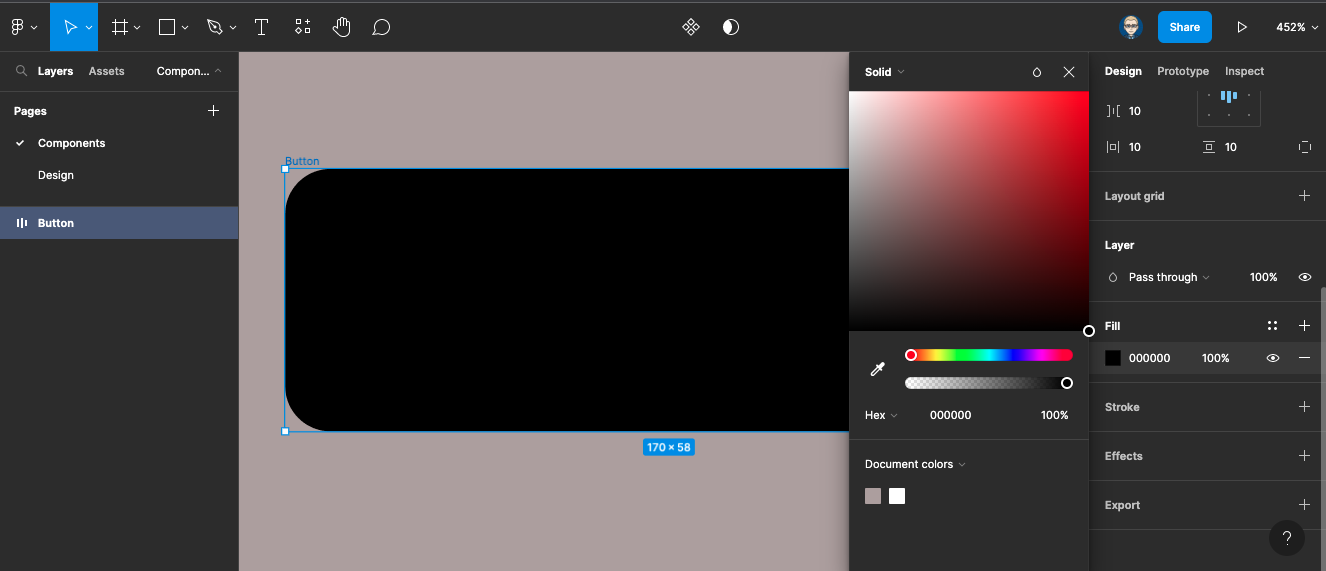 Share
452%
Layers
Assets
Compon...
Pages
Components
Design
Button
Button
170 × 58
Solid
Hex
000000
100%
Document colors
Design
Prototype
Inspect
10
10
10
Layout grid
Layer
Pass through
100%
Fill
000000
100%
Stroke
Effects
Export
?